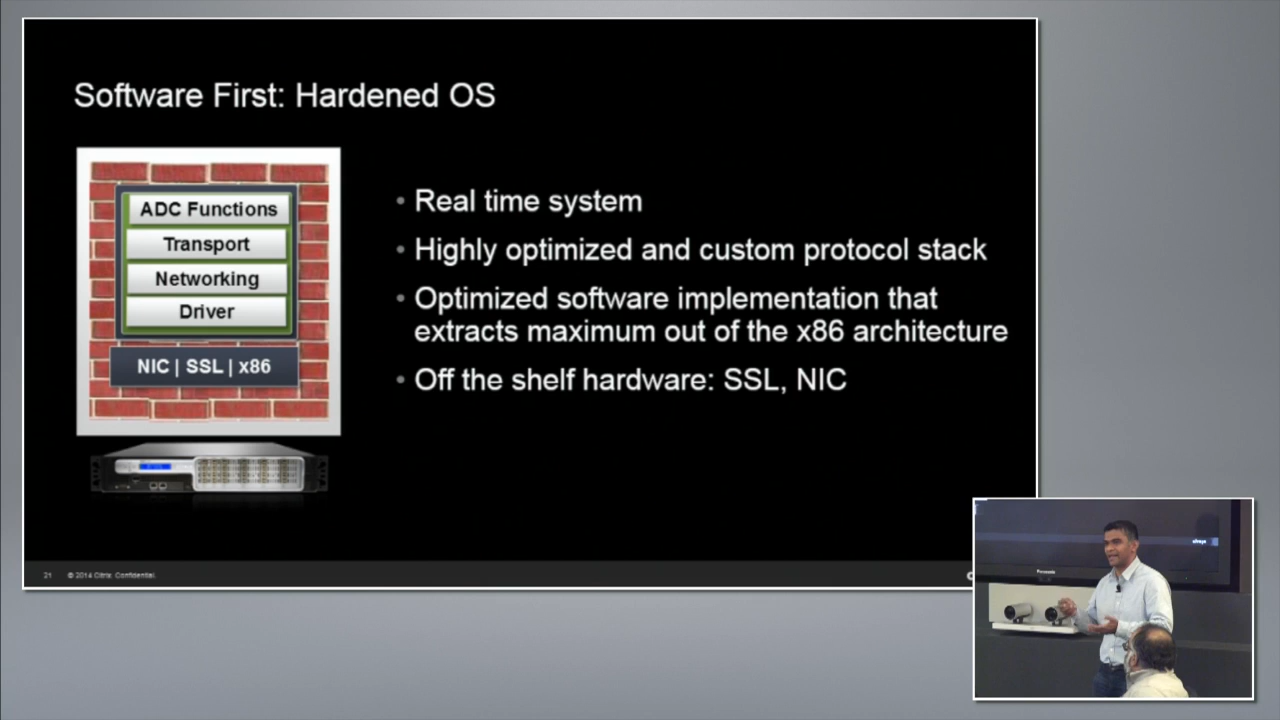 Software First: Hardened OS
ADC Functions
Transport
Networking
Driver
NIC | SSL | x86
• Real time system
• Highly optimized and custom protocol stack
• Optimized software implementation that
extracts maximum out of the x86 architecture
• Off the shelf hardware: SSL, NIC
21 © 2014 Citrix. Confidential.
Panasonic